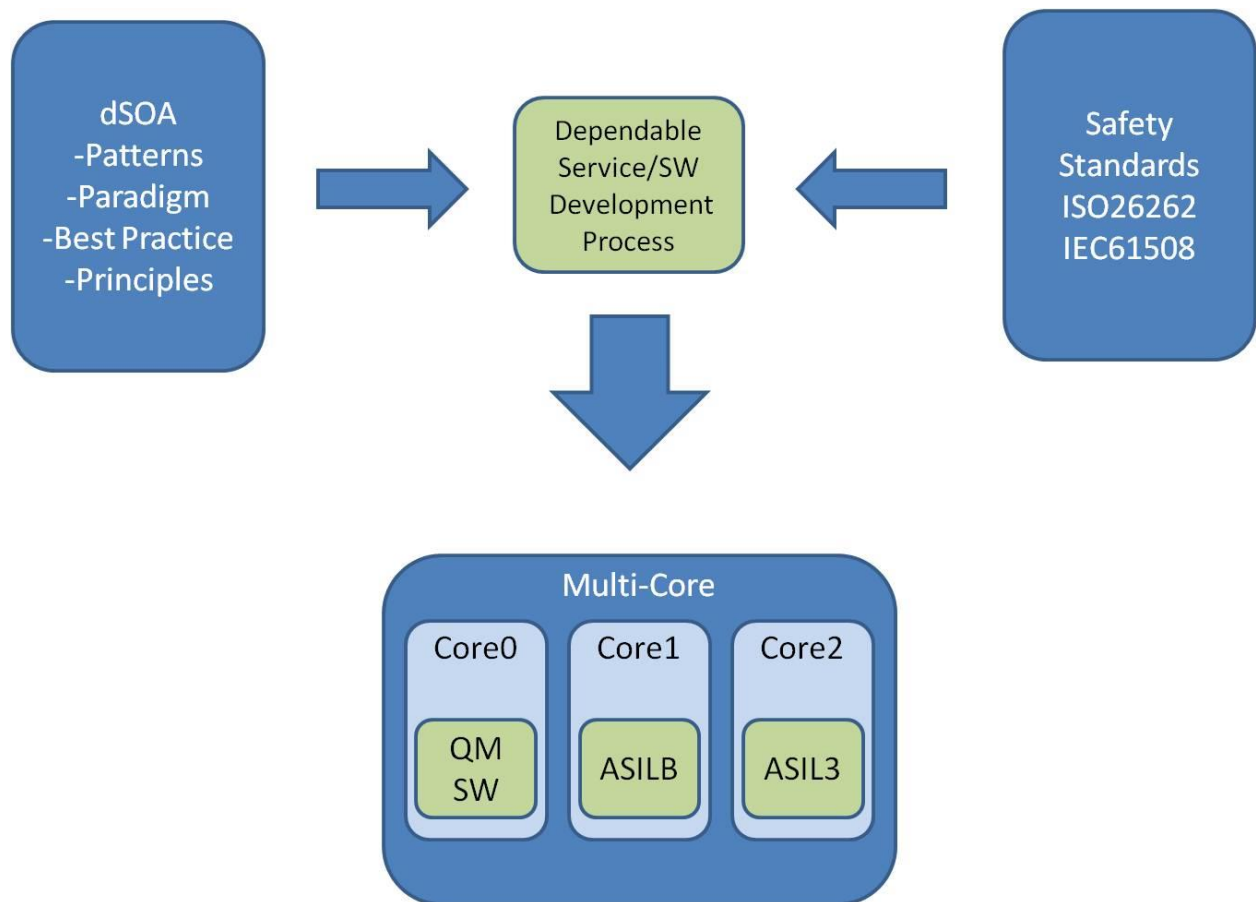 dSOA
-Patterns
-Paradigm
-Best Practice
-Principles
Dependable
Service/SW
Development
Process
Safety
Standards
ISO26262
IEC61508
Multi-Core
Core0
QM
SW
Core1
ASILB
Core2
ASIL3